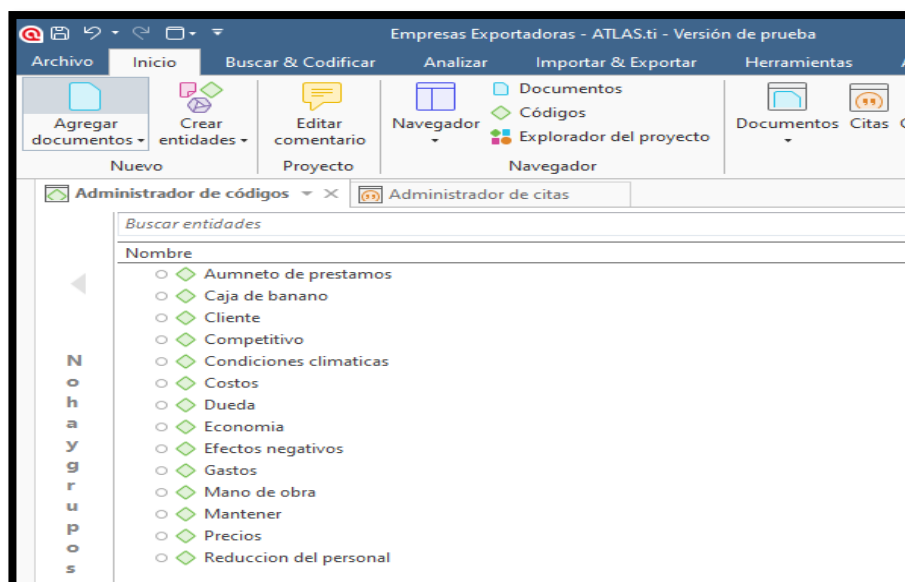 Empresas Exportadoras - ATLAS.ti - Versión de prueba
Archivo Inicio Buscar & Codificar Analizar Importar & Exportar Herramientas
Agregar documentos
Crear entidades
Nuevo
Editar comentario
Proyecto
Navegador
Documentos
Códigos
Explorador del proyecto
Navegador
Documentos
Citas
Administrador de códigos
Administrador de citas
Buscar entidades
Nombre
Aumneto de prestamos
Caja de banano
Cliente
Competitivo
Condiciones climaticas
Costos
Dueda
Economia
Efectos negativos
Gastos
Mano de obra
Mantener
Precios
Reduccion del personal
No hay grupos